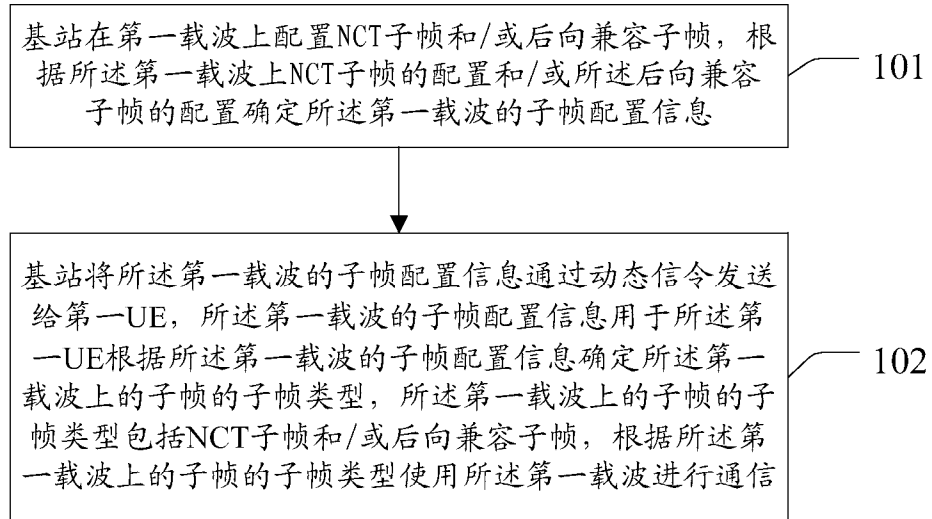 基站在第一载波上配置NCT子帧和/或后向兼容子帧，根
据所述第一载波上NCT子帧的配置和/或所述后向兼容
子帧的配置确定所述第一载波的子帧配置信息
101
基站将所述第一载波的子帧配置信息通过动态信令发送
给第一UE，所述第一载波的子帧配置信息用于所述第
一UE根据所述第一载波的子帧配置信息确定所述第一
载波上的子帧的子帧类型，所述第一载波上的子帧的子
帧类型包括NCT子帧和/或后向兼容子帧，根据所述第
一载波上的子帧的子帧类型使用所述第一载波进行通信
102